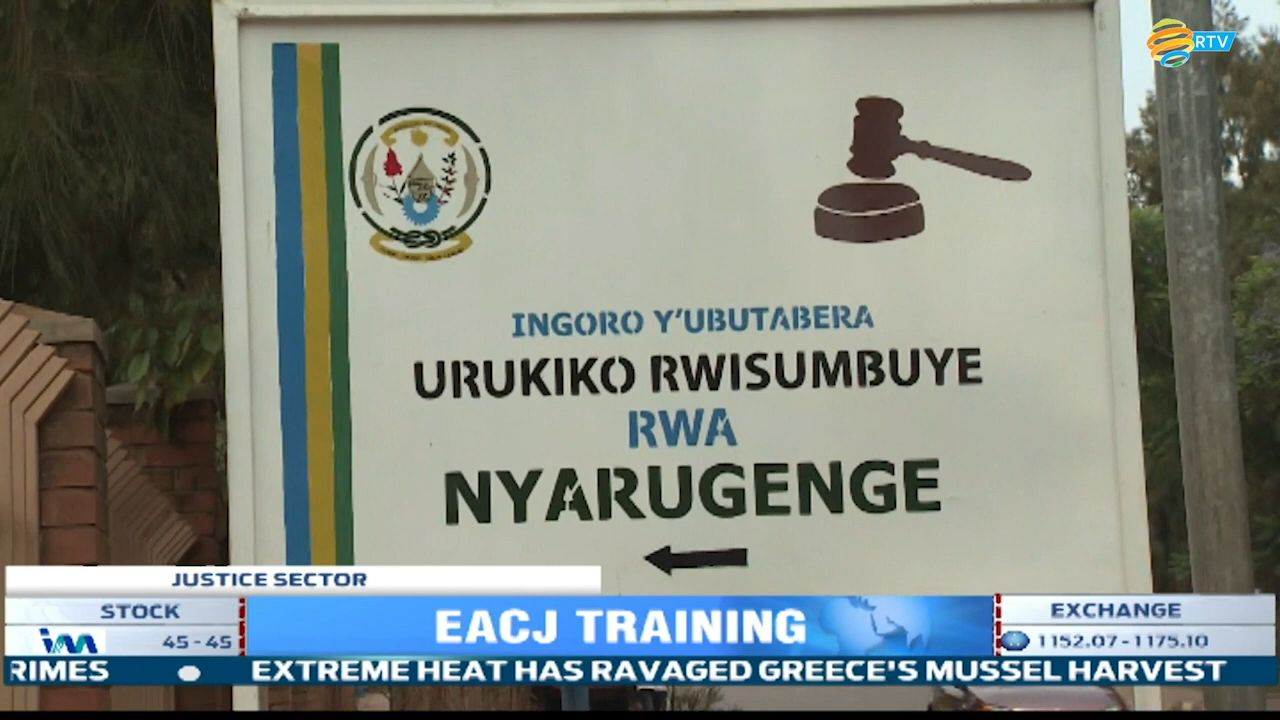 RTV
INGORO Y'UBUTABERA
URUKIKO RWISUMBUYE
RWA
NYARUGENGE
JUSTICE SECTOR
STOCK
EACJ TRAINING
EXCHANGE
45 - 45
1152.07 - 1175.10
RIMES
EXTREME HEAT HAS RAVAGED GREECE'S MUSSEL HARVEST